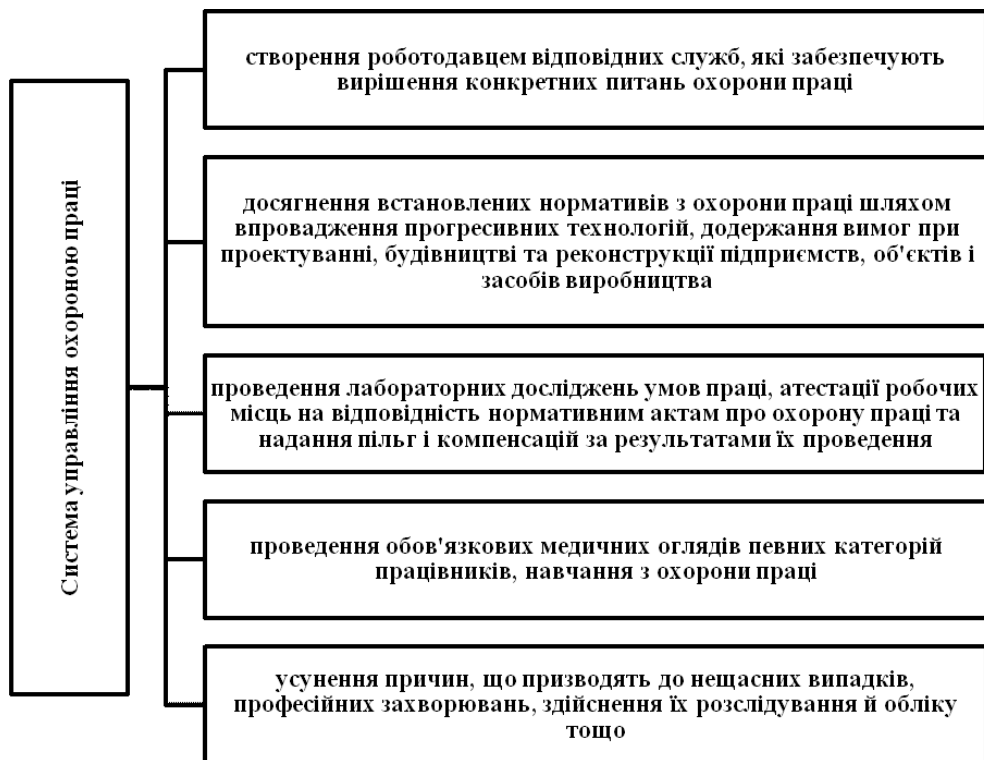 Система управління охороною праці
створення роботодавцем відповідних служб, які забезпечують
вирішення конкретних питань охорони праці
досягнення встановлених нормативів з охорони праці шляхом
впровадження прогресивних технологій, додержання вимог при
проектуванні, будівництві та реконструкції підприємств, об'єктів і
засобів виробництва
проведення лабораторних досліджень умов праці, атестації робочих
місць на відповідність нормативним актам про охорону праці та
надання пільг і компенсацій за результатами їх проведення
проведення обов'язкових медичних оглядів певних категорій
працівників, навчання з охорони праці
усунення причин, що призводять до нещасних випадків,
професійних захворювань, здійснення їх розслідування й обліку
тощо